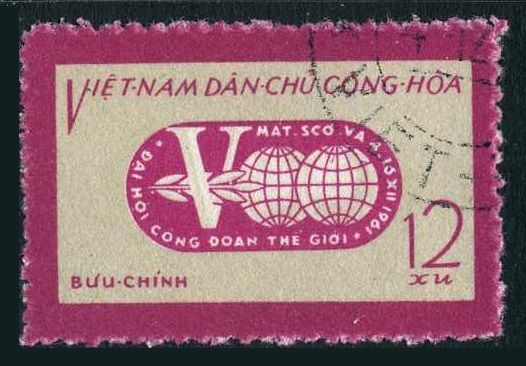 VIỆT·NAM DÂN·CHỦ CỘNG·HÒA
MAT.SCƠ.VA 4-15 XII 1961
* ĐẠI HỘI CÔNG ĐOÀN THẾ GIỚI *
V
12
xu
BƯU·CHÍNH